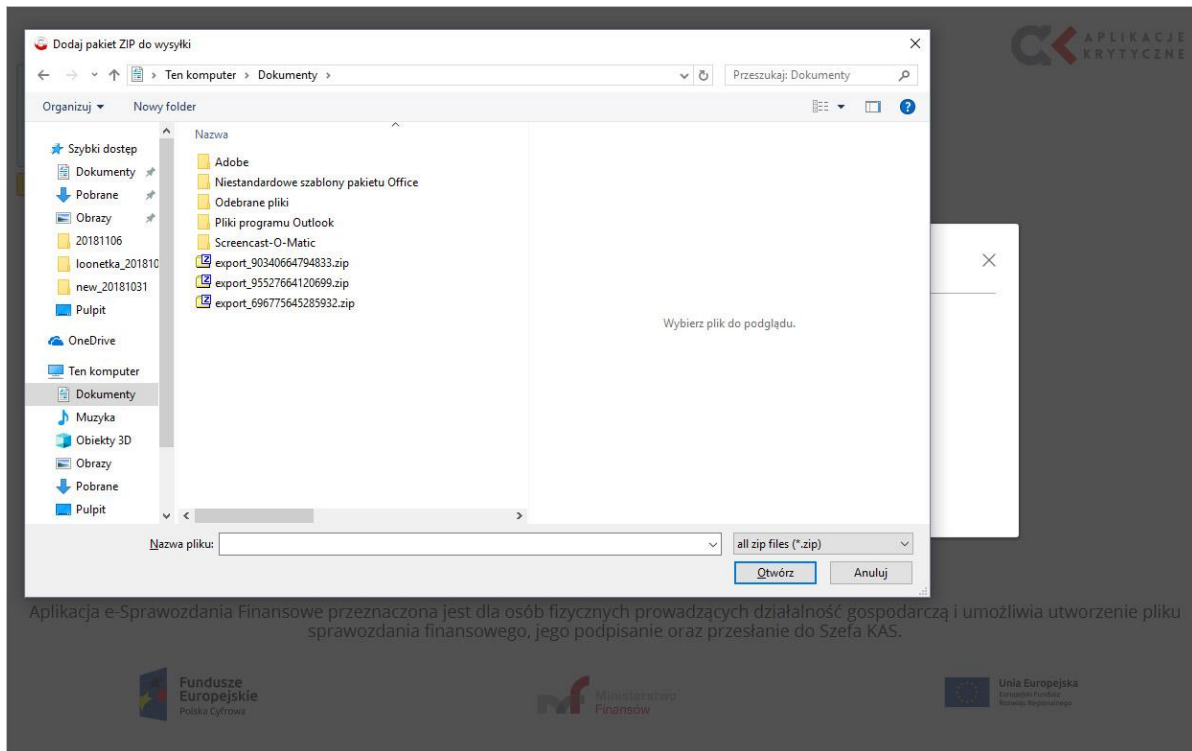 Dodaj pakiet ZIP do wysyłki
APLIKACJE
KRYTYCZNE
Ten komputer > Dokumenty >
Przeszukaj: Dokumenty
Organizuj
Nowy folder
Szybki dostęp
Dokumenty
Pobrane
Obrazy
20181106
loonetka_201810
new_20181031
Pulpit
OneDrive
Ten komputer
Dokumenty
Muzyka
Obiekty 3D
Obrazy
Pobrane
Pulpit
Nazwa
Adobe
Niestandardowe szablony pakietu Office
Odebrane pliki
Pliki programu Outlook
Screencast-O-Matic
export_90340664794833.zip
export_95527664120699.zip
export_696775645285932.zip
Wybierz plik do podglądu.
Nazwa pliku:
all zip files (*.zip)
Otwórz
Anuluj
Aplikacja e-Sprawozdania Finansowe przeznaczona jest dla osób fizycznych prowadzących działalność gospodarczą i umożliwia utworzenie pliku
sprawozdania finansowego, jego podpisanie oraz przesłanie do Szefa KAS.
Fundusze
Europejskie
Polska Cyfrowa
Ministerstwo
Finansów
Unia Europejska
Europejski Fundusz
Rozwoju Regionalnego